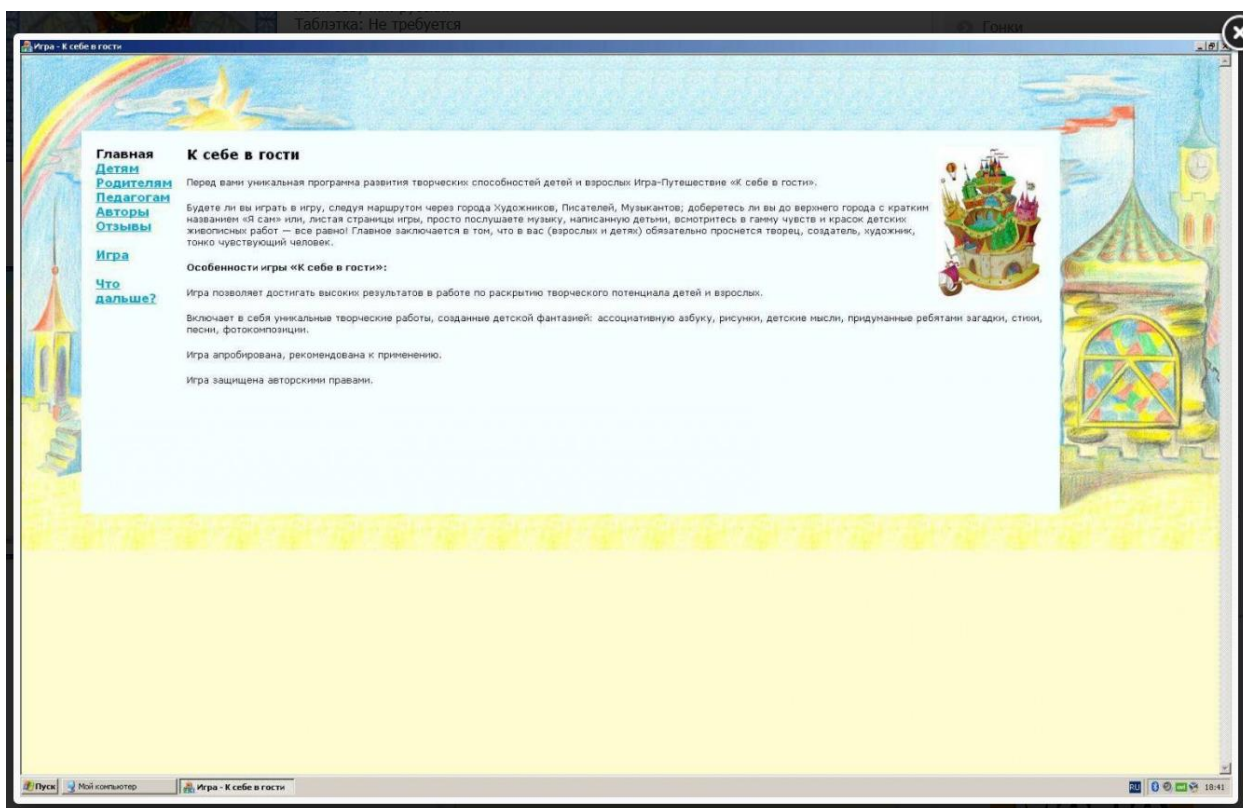 Таблэтка: Не требуется
Гонки
Игра - К себе в гости
Главная
Детям
Родителям
Педагогам
Авторы
Отзывы
Игра
Что
дальше?
К себе в гости
Перед вами уникальная программа развития творческих способностей детей и взрослых Игра-Путешествие «К себе в гости».
Будете ли вы играть в игру, следуя маршрутом через города Художников, Писателей, Музыкантов; доберетесь ли вы до верхнего города с кратким
названием «Я сам» или, листая страницы игры, просто послушаете музыку, написанную детьми, всмотритесь в гамму чувств и красок детских
живописных работ — все равно! Главное заключается в том, что в вас (взрослых и детях) обязательно проснется творец, создатель, художник,
тонко чувствующий человек.
Особенности игры «К себе в гости»:
Игра позволяет достигать высоких результатов в работе по раскрытию творческого потенциала детей и взрослых.
Включает в себя уникальные творческие работы, созданные детской фантазией: ассоциативную азбуку, рисунки, детские мысли, придуманные ребятами загадки, стихи,
песни, фотокомпозиции.
Игра апробирована, рекомендована к применению.
Игра защищена авторскими правами.
Пуск
Мой компьютер
Игра - К себе в гости
RU
18:41